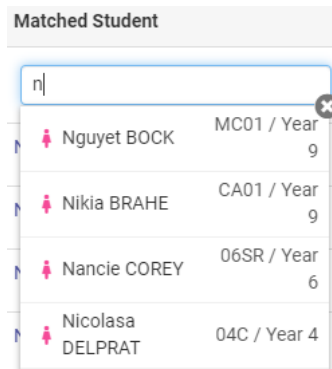 Matched Student
n
Nguyet BOCK
MC01 / Year
9
Nikia BRAHE
CA01 / Year
9
Nancie COREY
06SR / Year
6
Nicolasa
DELPRAT
04C / Year 4